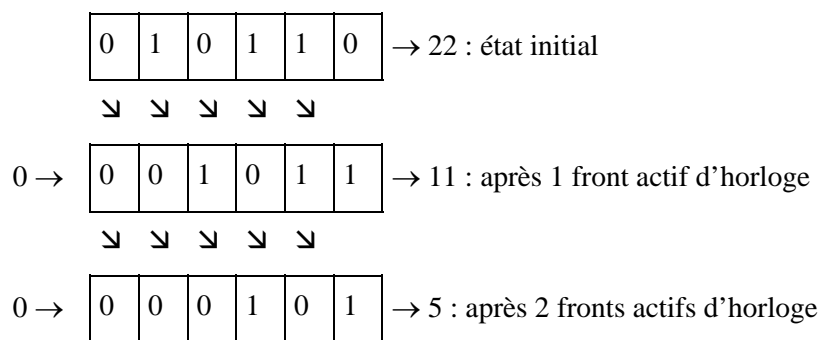 0 1 0 1 1 0 → 22 : état initial
↘ ↘ ↘ ↘ ↘
0 → 0 0 1 0 1 1 → 11 : après 1 front actif d’horloge
↘ ↘ ↘ ↘ ↘
0 → 0 0 0 1 0 1 → 5 : après 2 fronts actifs d’horloge